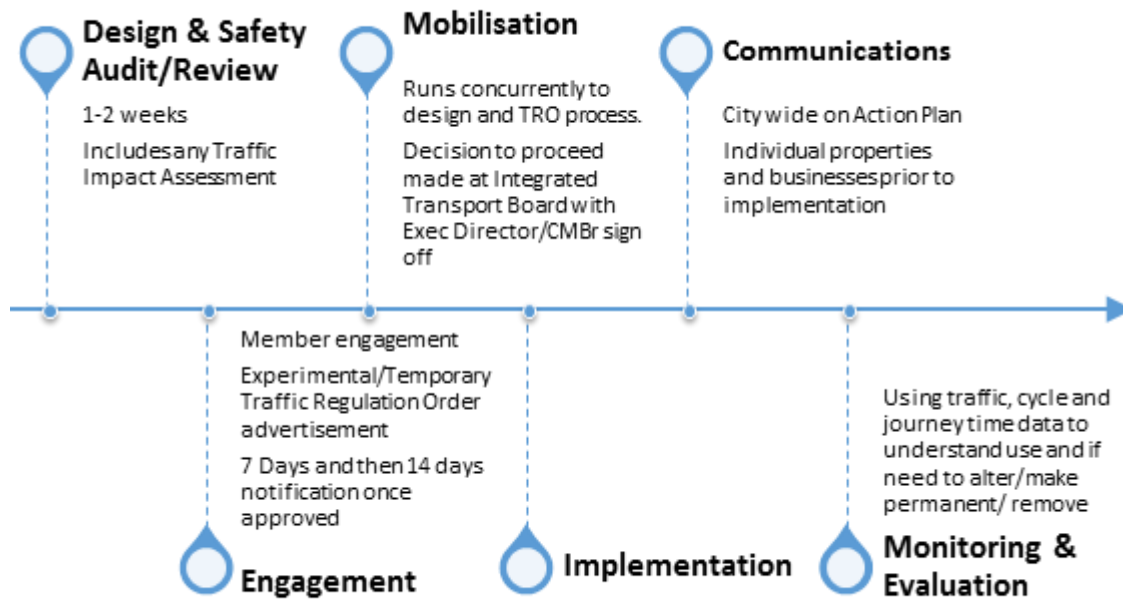 Design & Safety
Audit/Review
1-2 weeks
Includes any Traffic
Impact Assessment
Mobilisation
Runs concurrently to
design and TRO process.
Decision to proceed
made at Integrated
Transport Board with
Exec Director/CMBr sign
off
Communications
City wide on Action Plan
Individual properties
and businesses prior to
implementation
Member engagement
Experimental/Temporary
Traffic Regulation Order
advertisement
7 Days and then 14 days
notification once
approved
Engagement
Implementation
Using traffic, cycle and
journey time data to
understand use and if
need to alter/make
permanent/ remove
Monitoring &
Evaluation